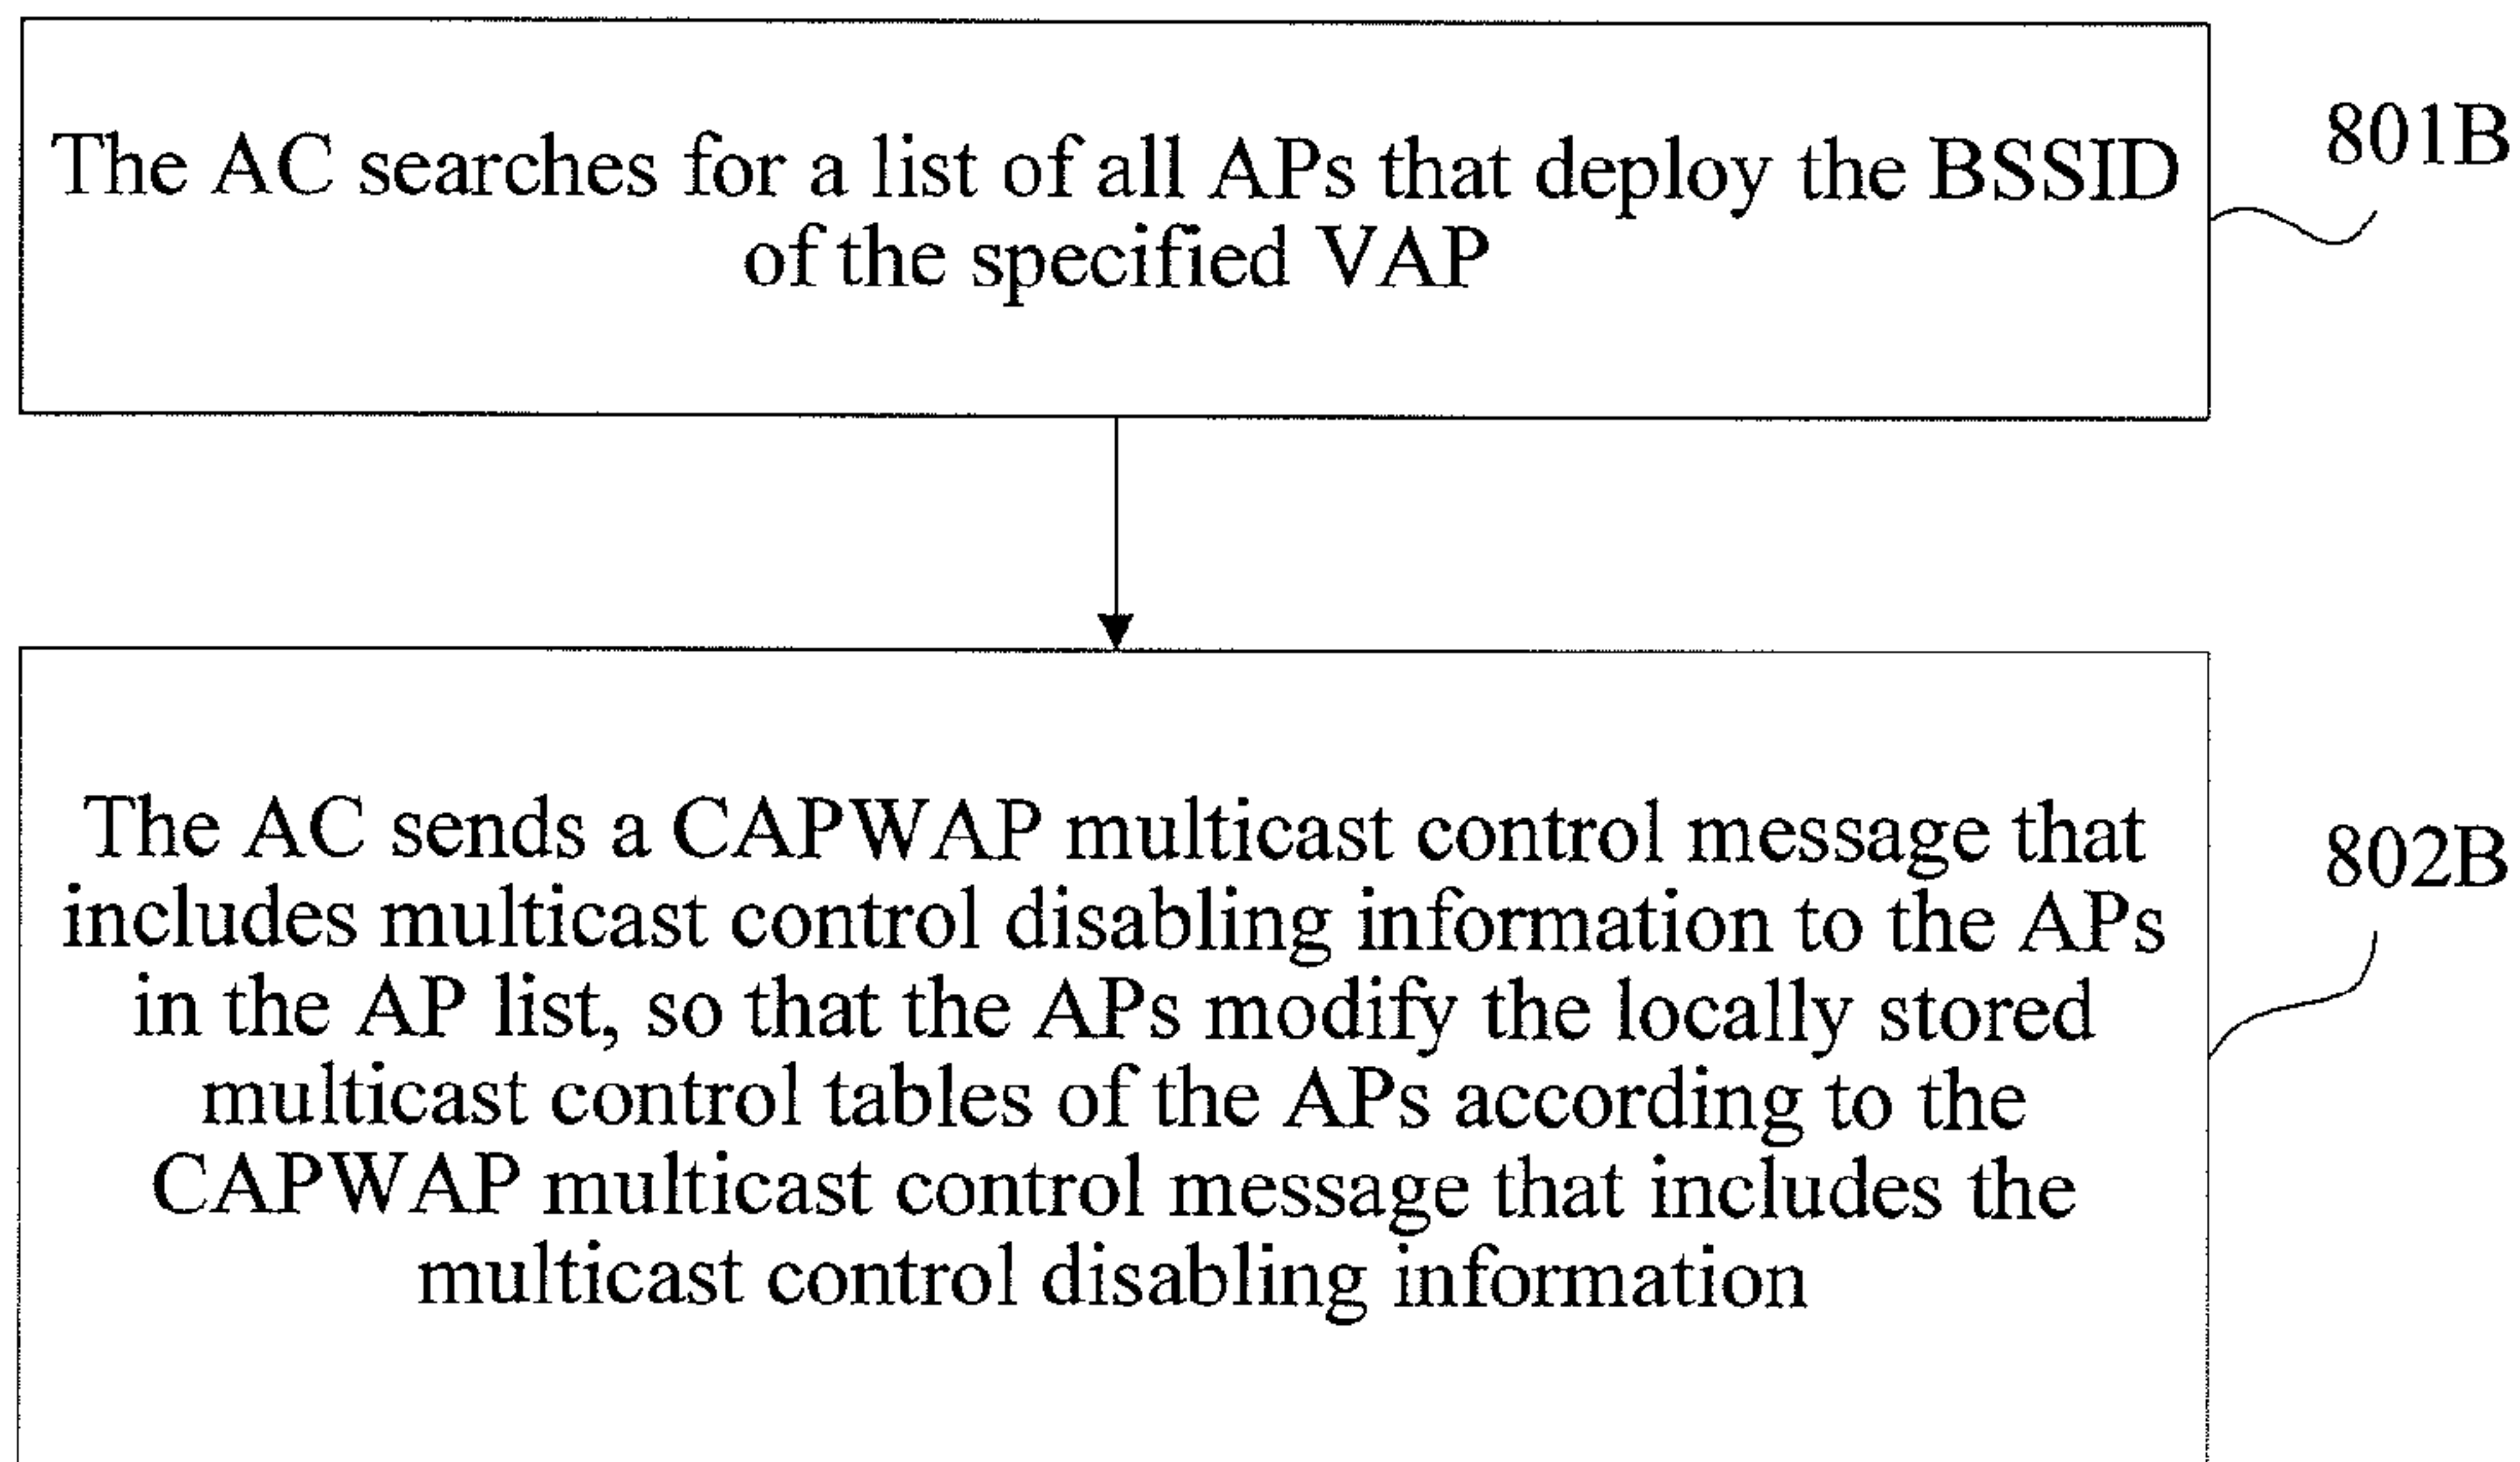 The AC searches for a list of all APs that deploy the BSSID
of the specified VAP
801B
The AC sends a CAPWAP multicast control message that
includes multicast control disabling information to the APs
in the AP list, so that the APs modify the locally stored
multicast control tables of the APs according to the
CAPWAP multicast control message that includes the
multicast control disabling information
802B